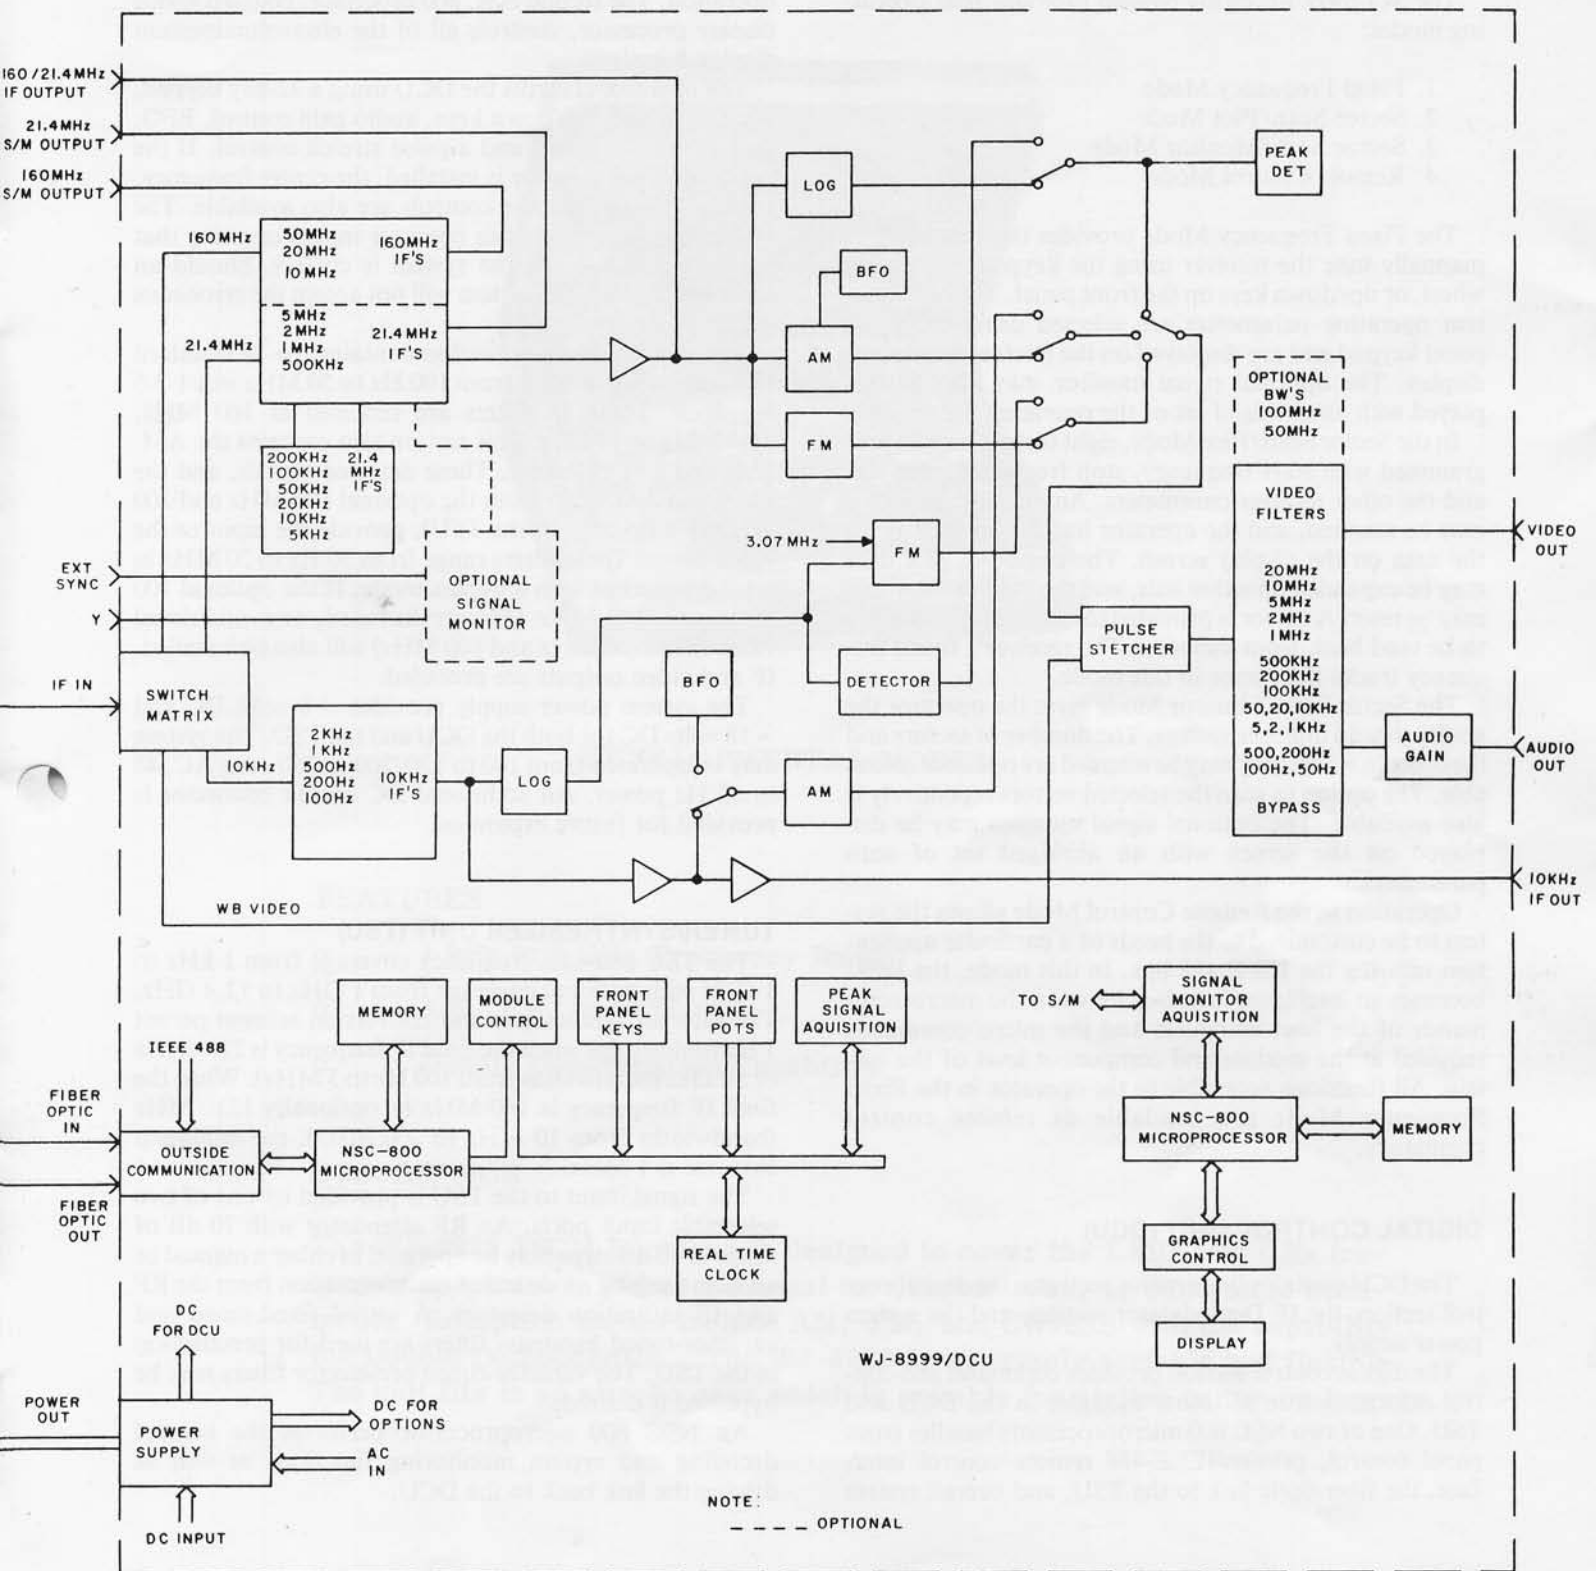 160/21.4MHz
IF OUTPUT
21.4MHz
S/M OUTPUT
160MHz
S/M OUTPUT
160MHz
50MHz
20MHz
10MHz
160MHz
IF'S
21.4MHz
5MHz
2MHz
1MHz
500KHz
21.4MHz
IF'S
200KHz
100KHz
50KHz
20KHz
10KHz
5KHz
21.4
MHz
IF'S
LOG
BFO
AM
FM
PEAK
DET
OPTIONAL
BW'S
100MHz
50MHz
VIDEO
FILTERS
20MHz
10MHz
5MHz
2MHz
1MHz
500KHz
200KHz
100KHz
50,20,10KHz
5,2,1KHz
500,200Hz
100Hz,50Hz
BYPASS
VIDEO
OUT
EXT
SYNC
Y
OPTIONAL
SIGNAL
MONITOR
3.07MHz
FM
PULSE
STETCHER
IF IN
SWITCH
MATRIX
BFO
DETECTOR
10KHz
2KHz
1KHz
500Hz
200Hz
100Hz
10KHz
IF'S
LOG
AM
AUDIO
GAIN
AUDIO
OUT
10KHz
IF OUT
WB VIDEO
MEMORY
MODULE
CONTROL
FRONT
PANEL
KEYS
FRONT
PANEL
POTS
PEAK
SIGNAL
AQUISITION
TO S/M
SIGNAL
MONITOR
AQUISITION
IEEE 488
FIBER
OPTIC
IN
OUTSIDE
COMMUNICATION
NSC-800
MICROPROCESSOR
NSC-800
MICROPROCESSOR
MEMORY
FIBER
OPTIC
OUT
REAL TIME
CLOCK
GRAPHICS
CONTROL
DISPLAY
DC
FOR DCU
WJ-8999/DCU
POWER
OUT
POWER
SUPPLY
DC FOR
OPTIONS
AC
IN
DC INPUT
NOTE:
OPTIONAL